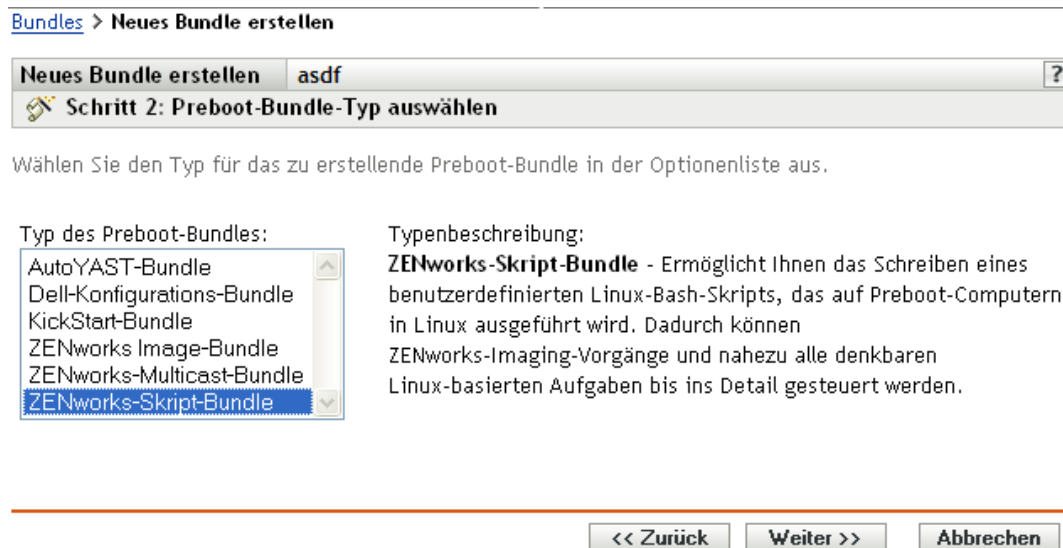 Bundles > Neues Bundle erstellen
Neues Bundle erstellen asdf ?
Schritt 2: Preboot-Bundle-Typ auswählen
Wählen Sie den Typ für das zu erstellende Preboot-Bundle in der Optionenliste aus.
Typ des Preboot-Bundles:
AutoYAST-Bundle
Dell-Konfigurations-Bundle
KickStart-Bundle
ZENworks Image-Bundle
ZENworks-Multicast-Bundle
ZENworks-Skript-Bundle
Typenbeschreibung:
ZENworks-Skript-Bundle - Ermöglicht Ihnen das Schreiben eines
benutzerdefinierten Linux-Bash-Skripts, das auf Preboot-Computern
in Linux ausgeführt wird. Dadurch können
ZENworks-Imaging-Vorgänge und nahezu alle denkbaren
Linux-basierten Aufgaben bis ins Detail gesteuert werden.
<< Zurück Weiter >> Abbrechen